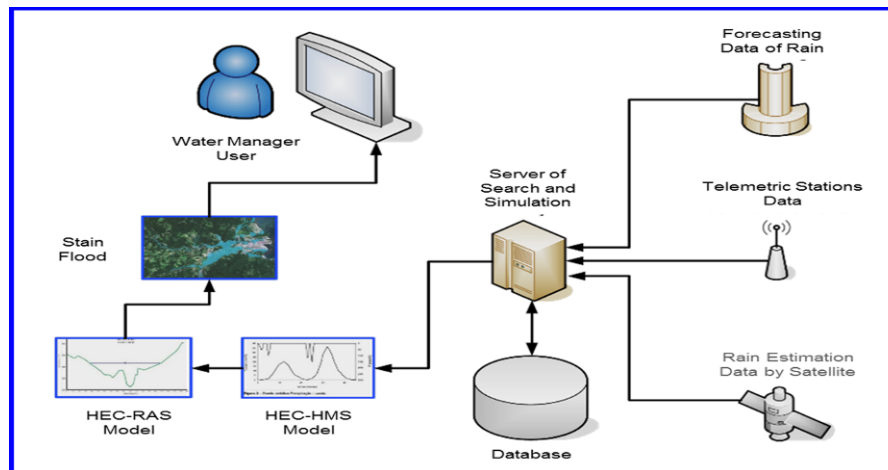 Forecasting
Data of Rain
Water Manager
User
Server of
Search and
Simulation
Telemetric Stations
Data
Stain
Flood
Rain Estimation
Data by Satellite
HEC-RAS
Model
HEC-HMS
Model
Database